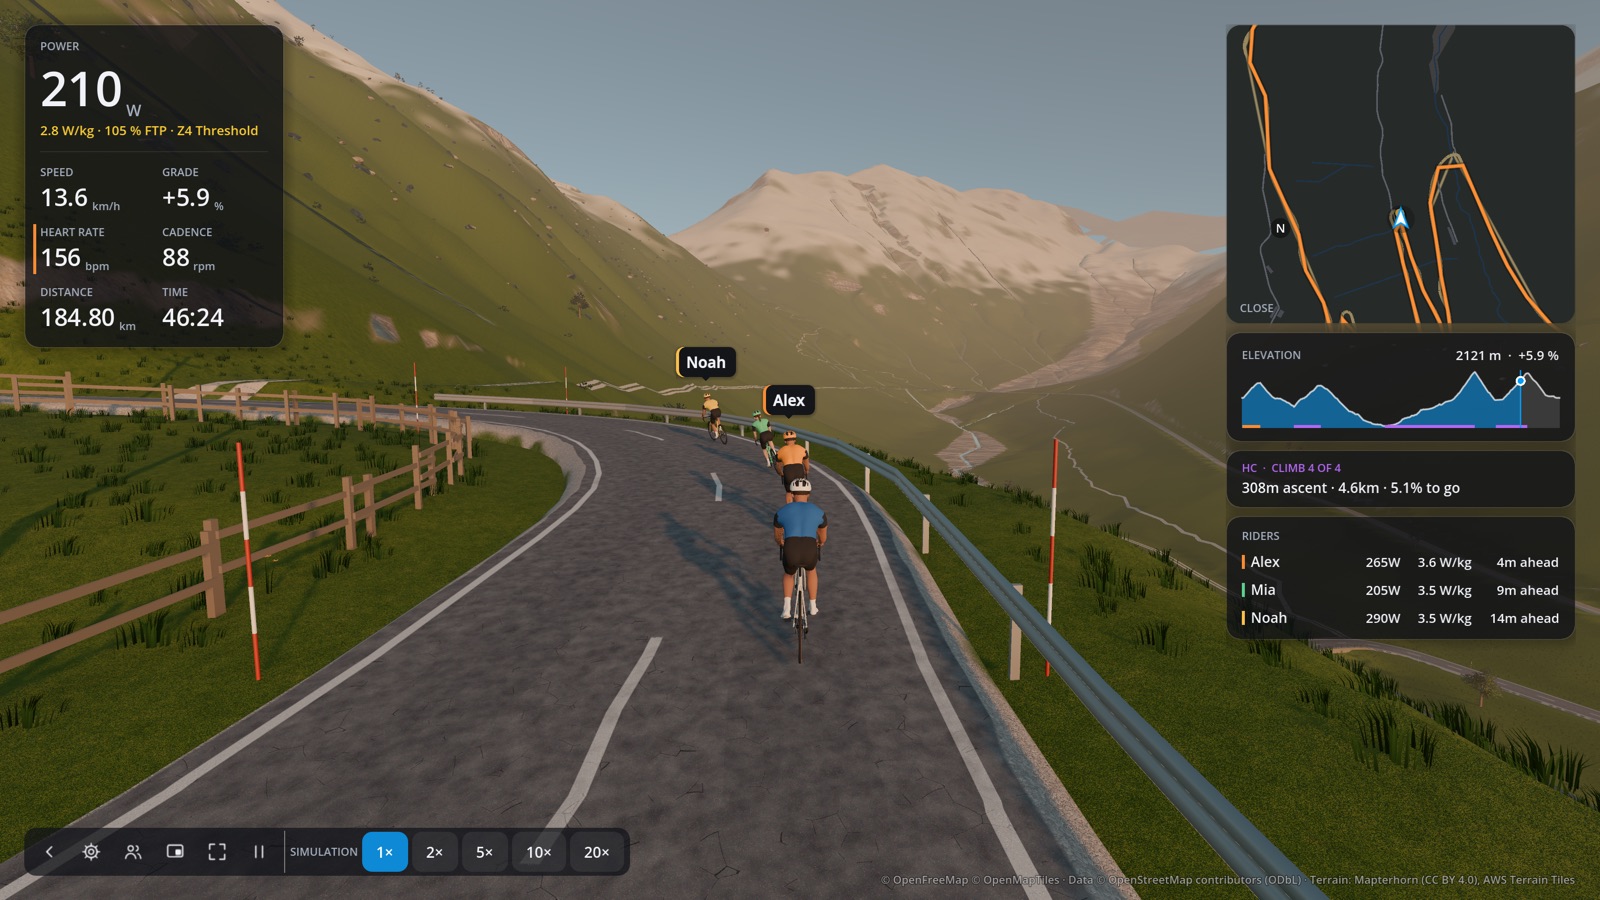 POWER
210 W
2.8 W/kg · 105 % FTP · Z4 Threshold
SPEED
13.6 km/h
GRADE
+5.9 %
HEART RATE
156 bpm
CADENCE
88 rpm
DISTANCE
184.80 km
TIME
46:24
Noah
Alex
N
CLOSE
ELEVATION
2121 m · +5.9 %
HC · CLIMB 4 OF 4
308m ascent · 4.6km · 5.1% to go
RIDERS
Alex 265W 3.6 W/kg 4m ahead
Mia 205W 3.5 W/kg 9m ahead
Noah 290W 3.5 W/kg 14m ahead
SIMULATION 1× 2× 5× 10× 20×
© OpenFreeMap © OpenMapTiles · Data © OpenStreetMap contributors (ODbL) · Terrain: Mapterhorn (CC BY 4.0), AWS Terrain Tiles